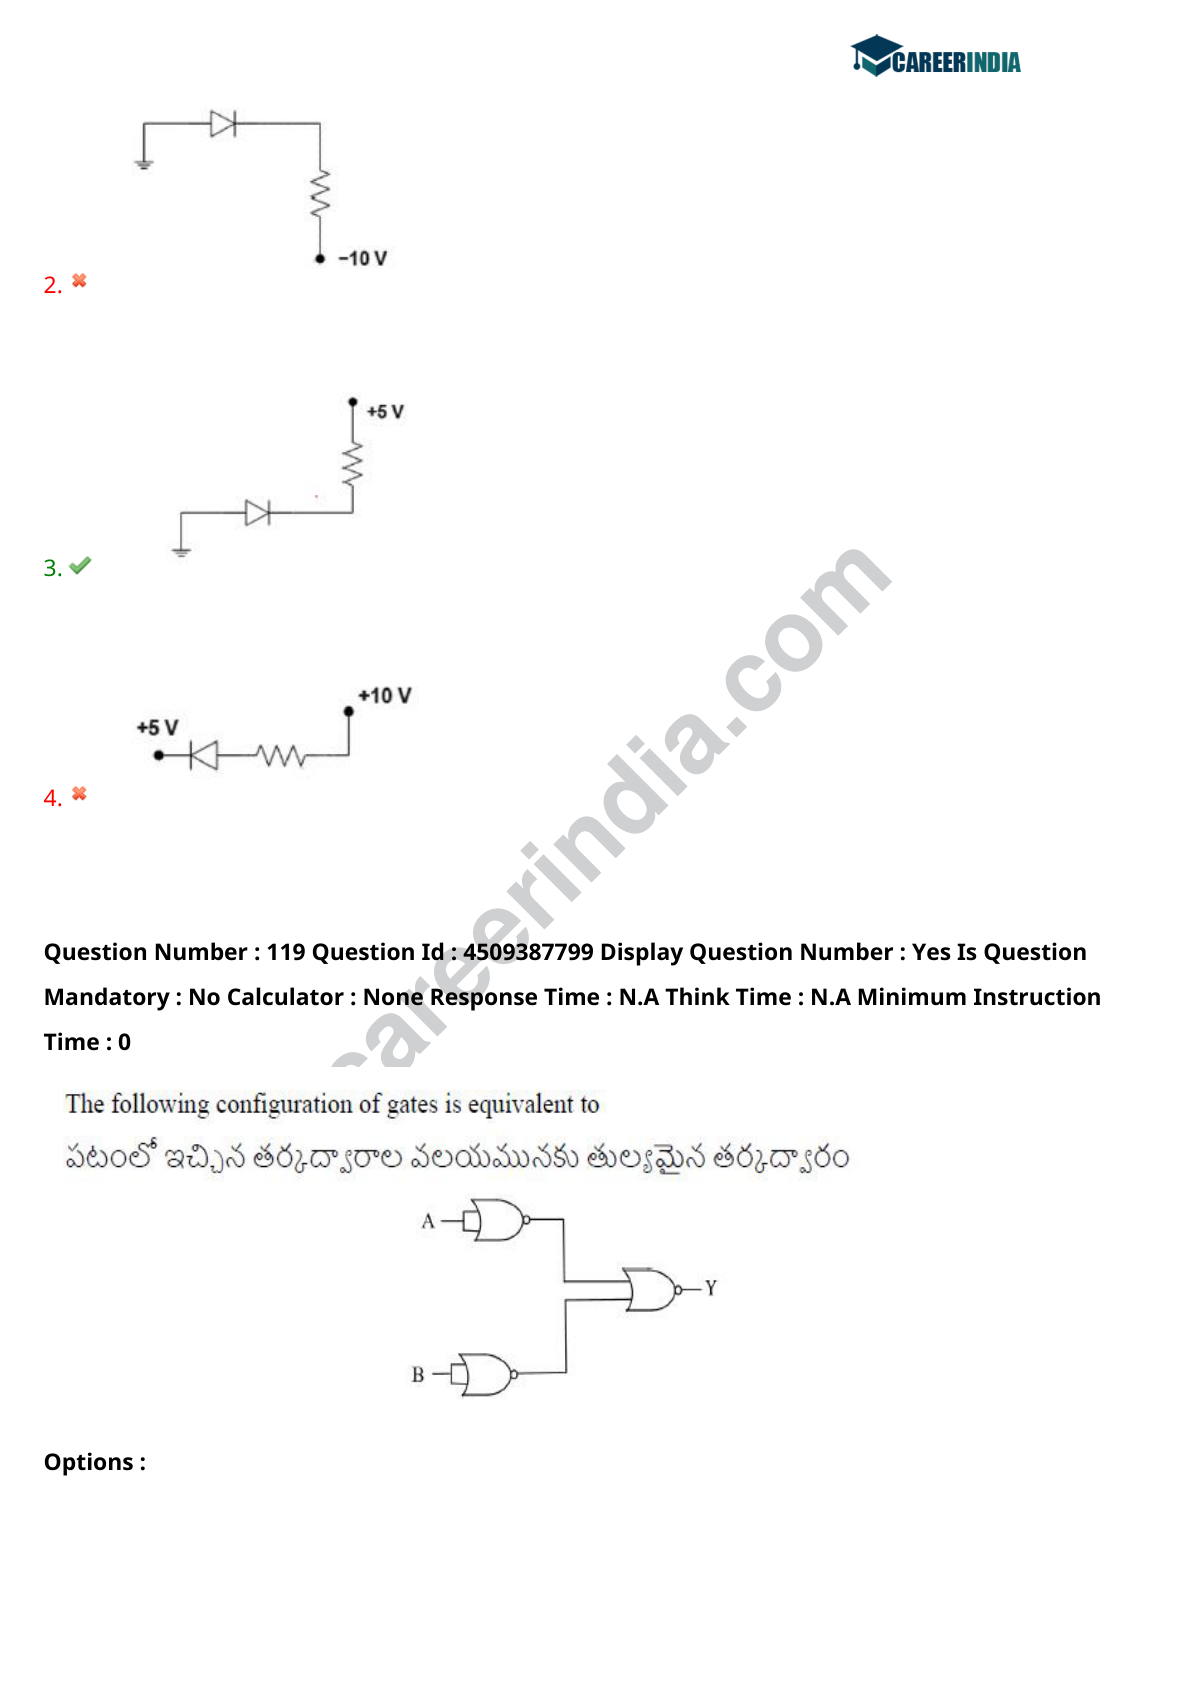 CAREERINDIA
−10 V
2.
+5 V
3.
+10 V
+5 V
4.
careerindia.com
Question Number : 119 Question Id : 4509387799 Display Question Number : Yes Is Question
Mandatory : No Calculator : None Response Time : N.A Think Time : N.A Minimum Instruction
Time : 0
The following configuration of gates is equivalent to
పటంలో ఇచ్చిన తర్కద్వారాల వలయమునకు తుల్యమైన తర్కద్వారం
A
Y
B
Options :